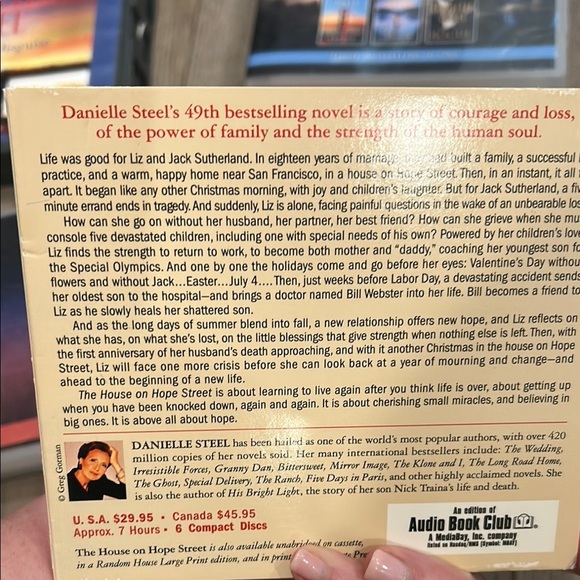 Danielle Steel's 49th bestselling novel is a story of courage and loss,
of the power of family and the strength of the human soul.
Life was good for Liz and Jack Sutherland. In eighteen years of marriage, they had built a family, a successful
practice, and a warm, happy home near San Francisco, in a house on Hope Street. Then, in an instant, it all
apart. It began like any other Christmas morning, with joy and children's laughter. But for Jack Sutherland, a
minute errand ends in tragedy. And suddenly, Liz is alone, facing painful questions in the wake of an unbearable
How can she go on without her husband, her partner, her best friend? How can she grieve when she
console five devastated children, including one with special needs of his own? Powered by her children's
Liz finds the strength to return to work, to become both mother and "daddy," coaching her youngest son
the Special Olympics. And one by one the holidays come and go before her eyes: Valentine's Day
flowers and without Jack...Easter...July 4....Then, just weeks before Labor Day, a devastating accident sends
her oldest son to the hospital—and brings a doctor named Bill Webster into her life. Bill becomes a friend to
Liz as he slowly heals her shattered son.
And as the long days of summer blend into fall, a new relationship offers new hope, and Liz reflects on
what she has, on what she's lost, on the little blessings that give strength when nothing else is left. Then, with
the first anniversary of her husband's death approaching, and with it another Christmas in the house on Hope
Street, Liz will face one more crisis before she can look back at a year of mourning and change—and
ahead to the beginning of a new life.
The House on Hope Street is about learning to live again after you think life is over, about getting up
when you have been knocked down, again and again. It is about cherishing small miracles, and believing in
big ones. It is above all about hope.
© Greg Gorman
DANIELLE STEEL has been hailed as one of the world's most popular authors, with over 420
million copies of her novels sold. Her many international bestsellers include: The Wedding,
Irresistible Forces, Granny Dan, Bittersweet, Mirror Image, The Klone and I, The Long Road Home,
The Ghost, Special Delivery, The Ranch, Five Days in Paris, and other highly acclaimed novels. She
is also the author of His Bright Light, the story of her son Nick Traina's life and death.
U.S.A. $29.95 • Canada $45.95
Approx. 7 Hours • 6 Compact Discs
An edition of
Audio Book Club
A MediaBay, Inc. company
listed on Nasdaq/NMS (Symbol: MBAY)
The House on Hope Street is also available unabridged on cassette,
in a Random House Large Print edition, and in print